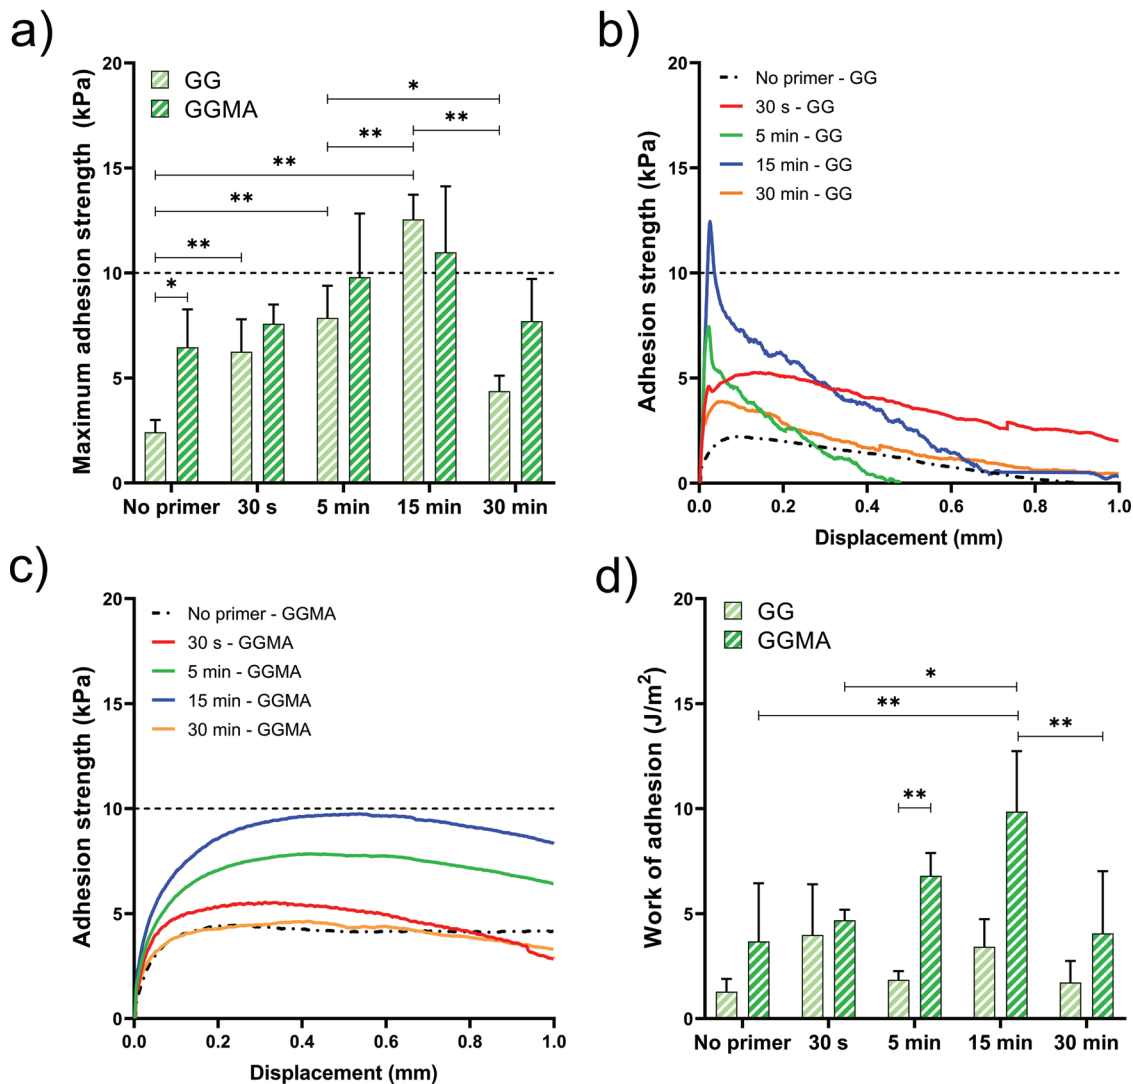 a)
Maximum adhesion strength (kPa)
20
15
10
5
0
GG
GGMA
*
**
**
**
**
**
*
No primer 30 s 5 min 15 min 30 min
b)
Adhesion strength (kPa)
20
15
10
5
0
No primer - GG
30 s - GG
5 min - GG
15 min - GG
30 min - GG
0.0 0.2 0.4 0.6 0.8 1.0
Displacement (mm)
c)
Adhesion strength (kPa)
20
15
10
5
0
No primer - GGMA
30 s - GGMA
5 min - GGMA
15 min - GGMA
30 min - GGMA
0.0 0.2 0.4 0.6 0.8 1.0
Displacement (mm)
d)
Work of adhesion (J/m²)
20
15
10
5
0
GG
GGMA
*
**
**
**
No primer 30 s 5 min 15 min 30 min